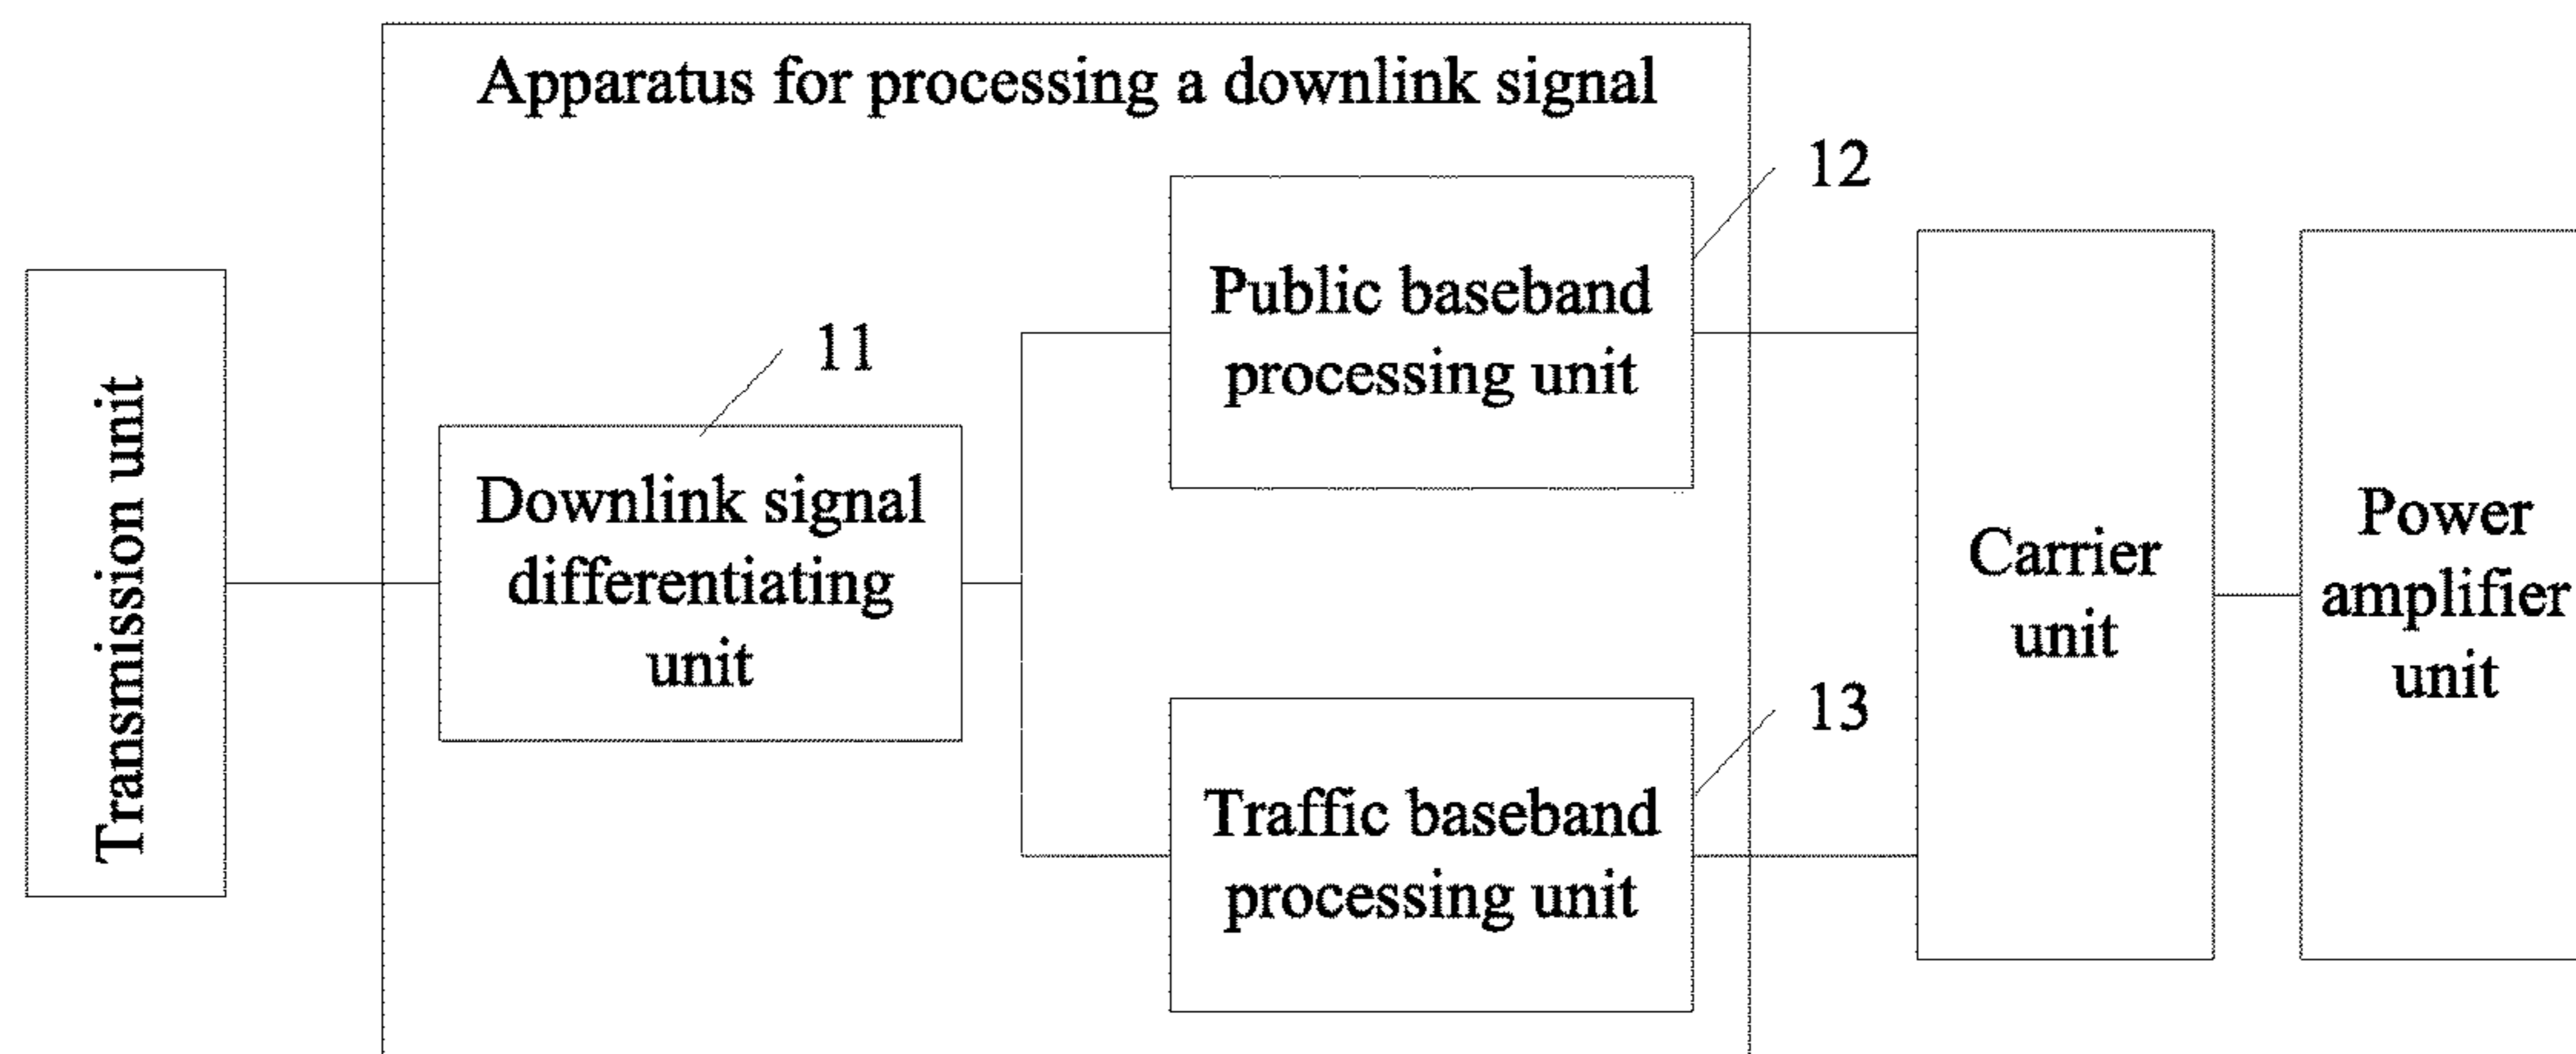 Apparatus for processing a downlink signal
Transmission unit
11
Downlink signal
differentiating
unit
12
Public baseband
processing unit
13
Traffic baseband
processing unit
Carrier
unit
Power
amplifier
unit